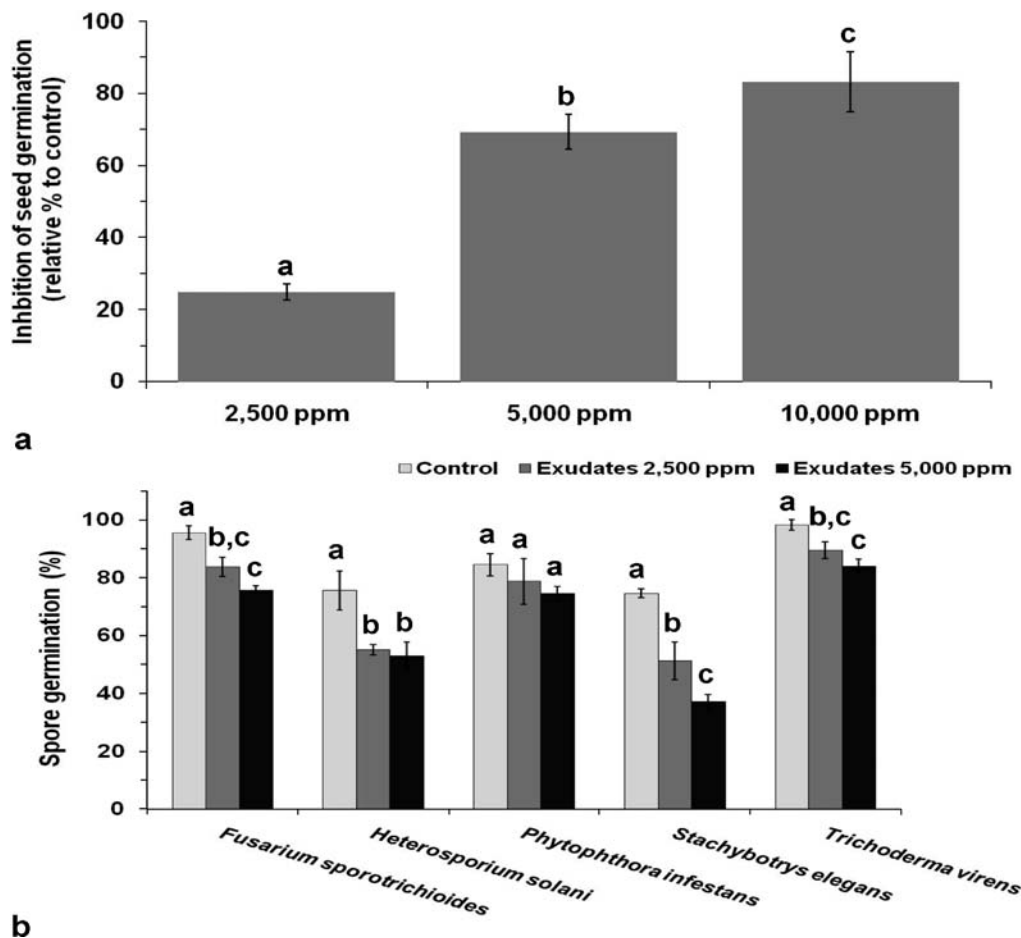 Inhbition of seed germination
(relative % to control)
100
80
60
40
20
0
a
b
c
2,500 ppm 5,000 ppm 10,000 ppm
a
Control Exudates 2,500 ppm Exudates 5,000 ppm
Spore germination (%)
100
80
60
40
20
0
a b,c c
a b b
a a a
a b c
a b,c c
Fusarium sporotrichioides
Heterosporium solani
Phytophthora infestans
Stachybotrys elegans
Trichoderma virens
b